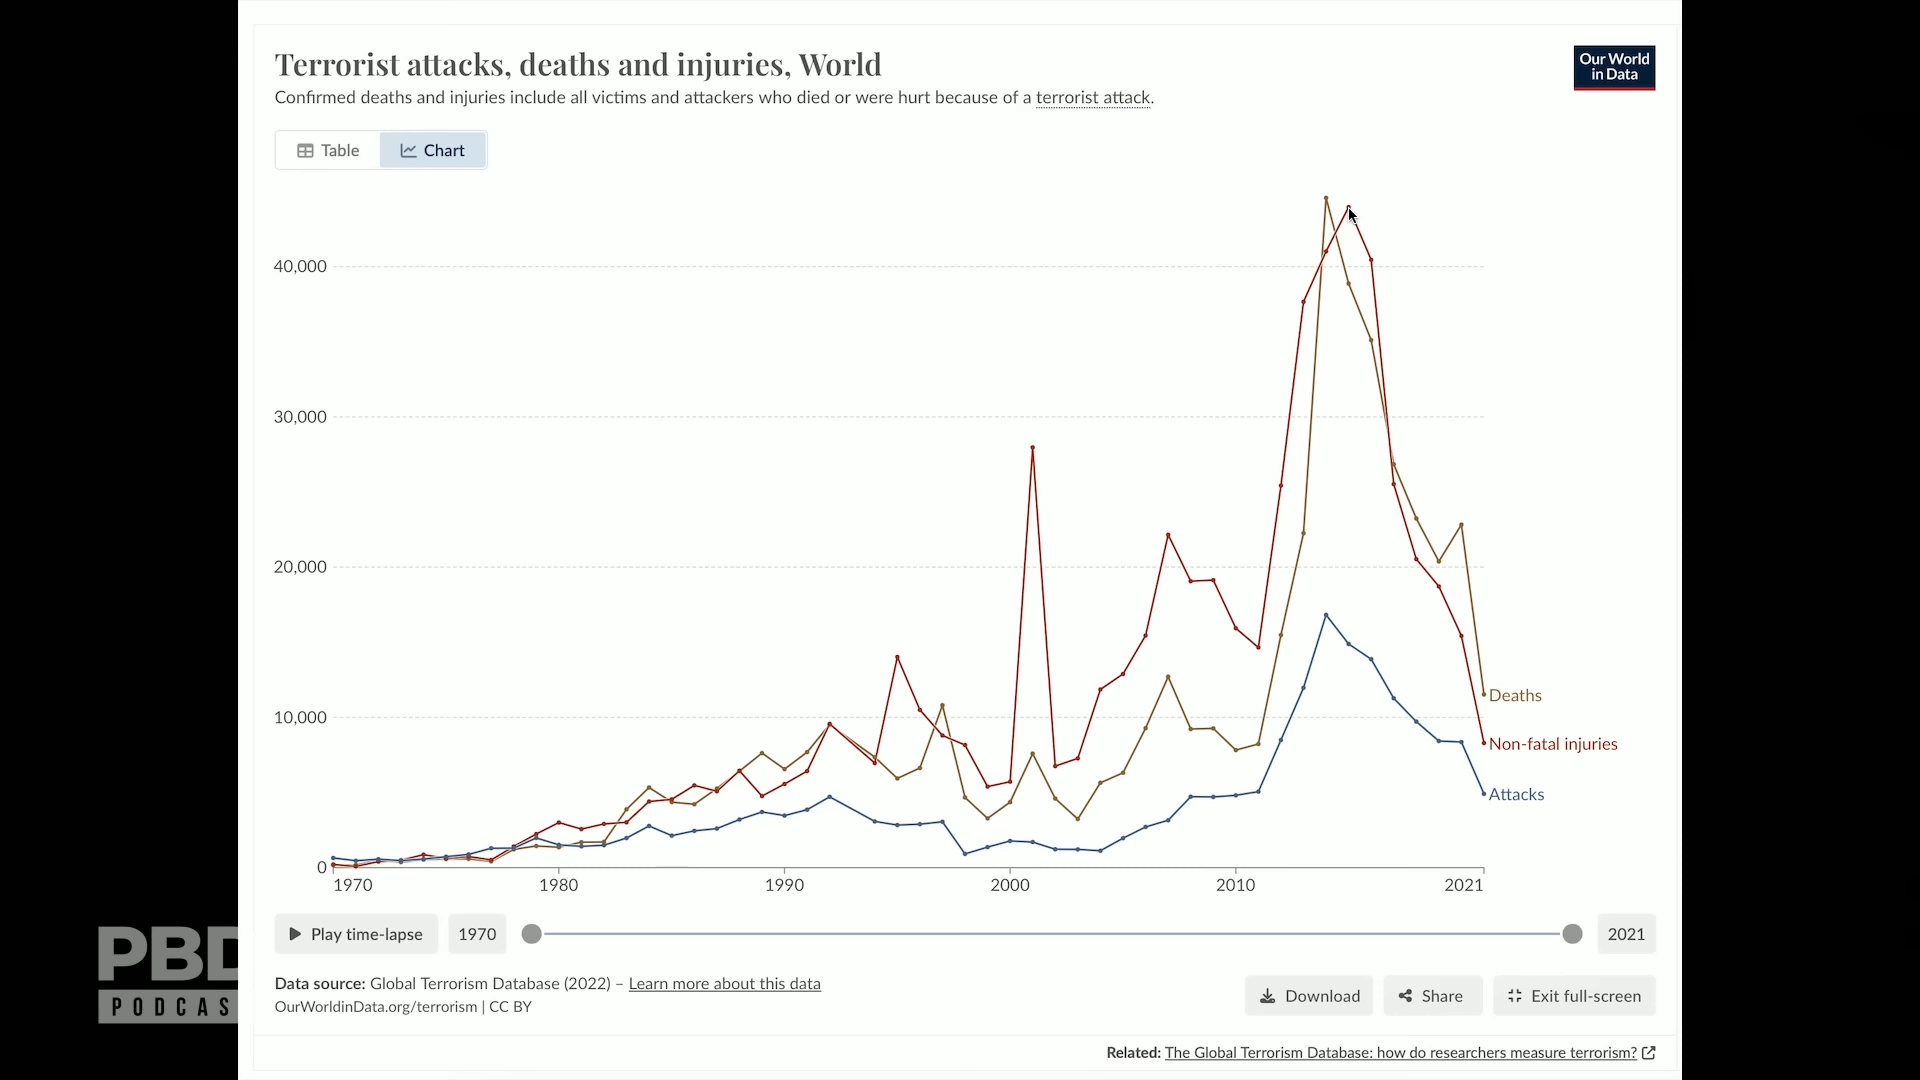 Terrorist attacks, deaths and injuries, World
Our World
in Data
Confirmed deaths and injuries include all victims and attackers who died or were hurt because of a terrorist attack.
Table
Chart
40,000
30,000
20,000
10,000
0
Deaths
Non-fatal injuries
Attacks
1970
1980
1990
2000
2010
2021
Play time-lapse
1970
2021
PBD
PODCAS
Data source: Global Terrorism Database (2022) – Learn more about this data
OurWorldinData.org/terrorism | CC BY
Download
Share
Exit full-screen
Related: The Global Terrorism Database: how do researchers measure terrorism?